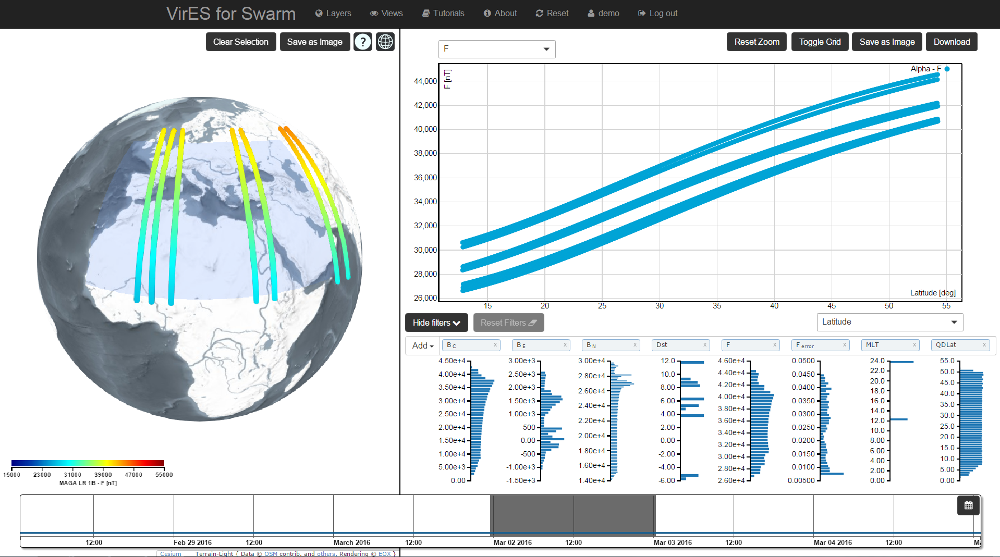 VirES for Swarm Layers Views Tutorials About Reset demo Log out
Clear Selection Save as Image ?
F
Reset Zoom Toggle Grid Save as Image Download
Alpha - F
F [nT]
44,000
42,000
40,000
38,000
36,000
34,000
32,000
30,000
28,000
26,000
Latitude [deg]
15 20 25 30 35 40 45 50 55
Hide filters Reset Filters Latitude
Add B C x B E x B N x Dst x F x F error x MLT x QDLat x
4.50e+4 3.00e+3 3.00e+4 12.0 4.60e+4 0.0500 24.0 55.0
4.00e+4 2.50e+3 2.80e+4 10.0 4.40e+4 0.0450 22.0 50.0
3.50e+4 2.00e+3 2.60e+4 8.00 4.20e+4 0.0400 20.0 45.0
3.00e+4 1.50e+3 2.40e+4 6.00 4.00e+4 0.0350 18.0 40.0
2.50e+4 1.00e+3 2.20e+4 4.00 3.80e+4 0.0300 16.0 35.0
2.00e+4 500 2.00e+4 2.00 3.60e+4 0.0250 14.0 30.0
1.50e+4 0.00 1.80e+4 0.00 3.40e+4 0.0200 12.0 25.0
1.00e+4 -500 1.60e+4 -2.00 3.20e+4 0.0150 10.0 20.0
5.00e+3 -1.00e+3 1.40e+4 -4.00 3.00e+4 0.0100 8.00 15.0
0.00 -1.50e+3 -6.00 2.80e+4 0.00500 6.00 10.0
2.60e+4 4.00 5.00
2.00 0.00
0.00
15000 23000 31000 39000 47000 55000
MAGA LR 1B - F [nT]
12:00 Feb 29 2016 12:00 March 2016 12:00 Mar 02 2016 12:00 Mar 03 2016 12:00 Mar 04 2016 12:00
Cesium Terrain-Light { Data © OSM contrib. and others, Rendering © EOX }